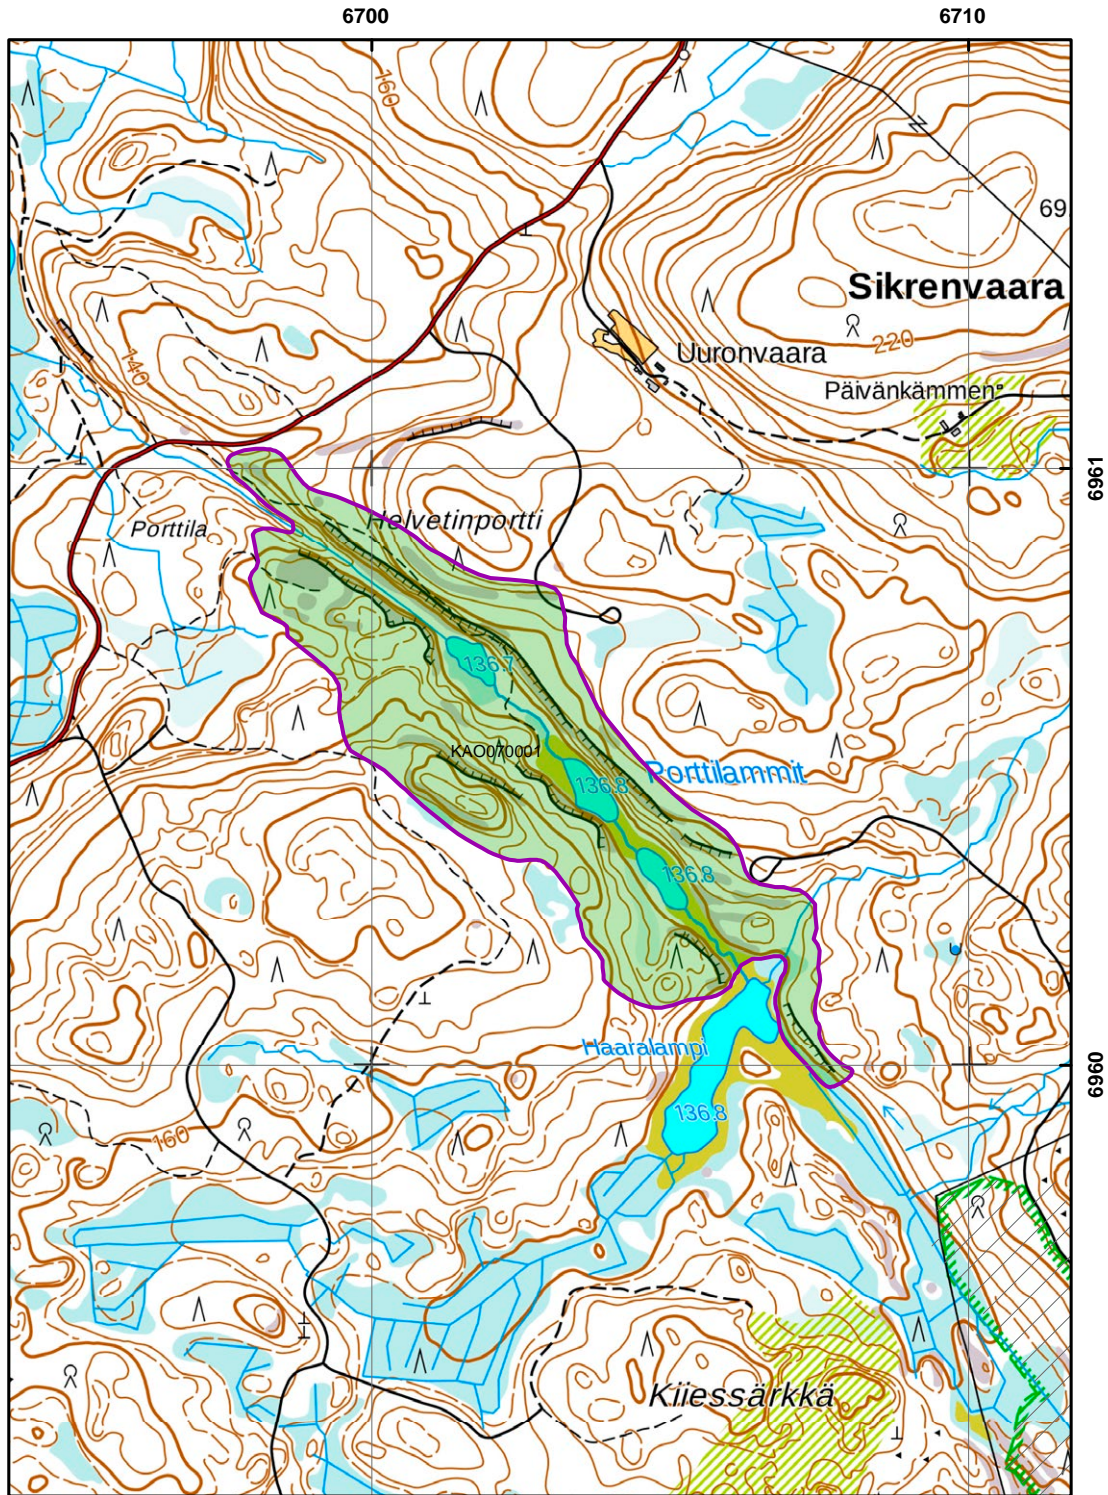 6700
6710
160
69
Sikrenvaara
220
Uuronvaara
140
Päivänkämmen
6961
Porttila
Helvetinportti
136.7
KAO070001
Porttilammit
136.8
136.8
Haaralampi
6960
136.8
160
Kiiessärkkä